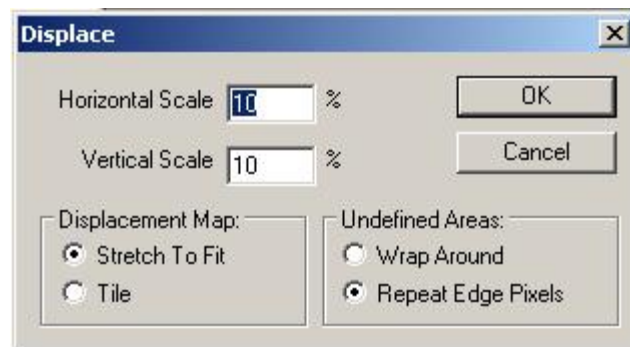 Displace
Horizontal Scale 10 % OK
Vertical Scale 10 % Cancel
Displacement Map: Undefined Areas:
Stretch To Fit Wrap Around
Tile Repeat Edge Pixels